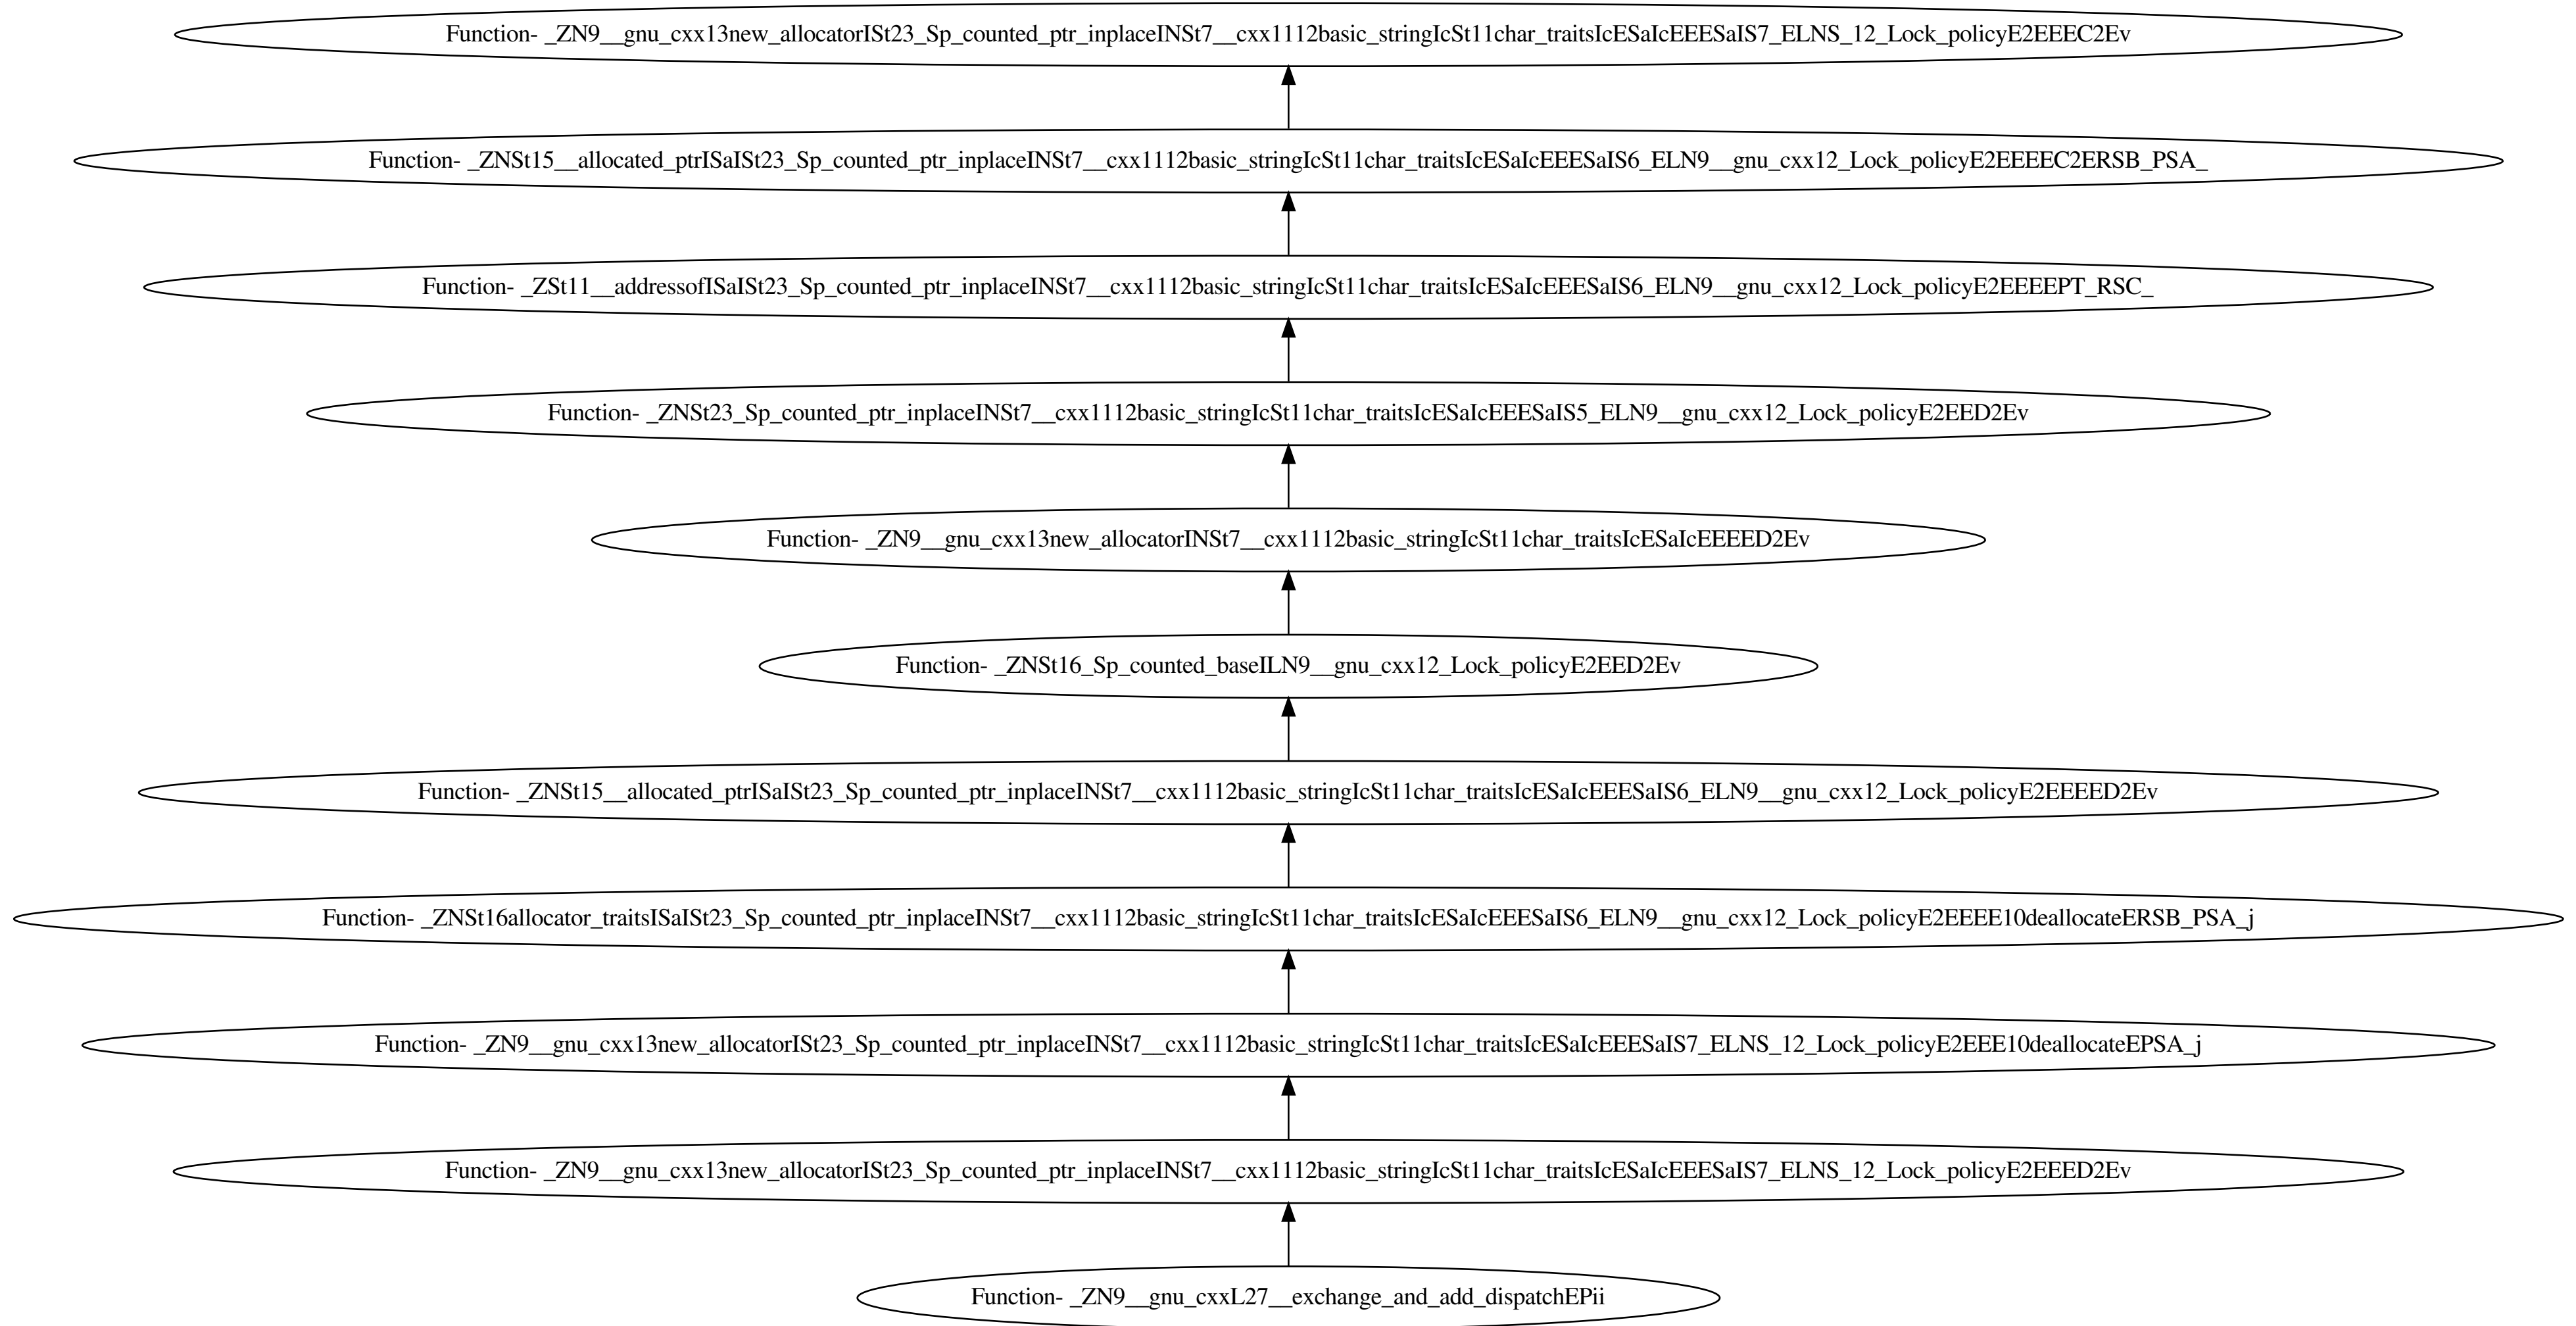 Function- _ZN9__gnu_cxx13new_allocatorISt23_Sp_counted_ptr_inplaceINSt7__cxx1112basic_stringIcSt11char_traitsIcESaIcEEESaIS7_ELNS_12_Lock_policyE2EEEC2Ev
Function- _ZNSt15__allocated_ptrISaISt23_Sp_counted_ptr_inplaceINSt7__cxx1112basic_stringIcSt11char_traitsIcESaIcEEESaIS6_ELN9__gnu_cxx12_Lock_policyE2EEEEC2ERSB_PSA_
Function- _ZSt11__addressofISaISt23_Sp_counted_ptr_inplaceINSt7__cxx1112basic_stringIcSt11char_traitsIcESaIcEEESaIS6_ELN9__gnu_cxx12_Lock_policyE2EEEEPT_RSC_
Function- _ZNSt23_Sp_counted_ptr_inplaceINSt7__cxx1112basic_stringIcSt11char_traitsIcESaIcEEESaIS5_ELN9__gnu_cxx12_Lock_policyE2EED2Ev
Function- _ZN9__gnu_cxx13new_allocatorINSt7__cxx1112basic_stringIcSt11char_traitsIcESaIcEEEED2Ev
Function- _ZNSt16_Sp_counted_baseILN9__gnu_cxx12_Lock_policyE2EED2Ev
Function- _ZNSt15__allocated_ptrISaISt23_Sp_counted_ptr_inplaceINSt7__cxx1112basic_stringIcSt11char_traitsIcESaIcEEESaIS6_ELN9__gnu_cxx12_Lock_policyE2EEEED2Ev
Function- _ZNSt16allocator_traitsISaISt23_Sp_counted_ptr_inplaceINSt7__cxx1112basic_stringIcSt11char_traitsIcESaIcEEESaIS6_ELN9__gnu_cxx12_Lock_policyE2EEEE10deallocateERSB_PSA_j
Function- _ZN9__gnu_cxx13new_allocatorISt23_Sp_counted_ptr_inplaceINSt7__cxx1112basic_stringIcSt11char_traitsIcESaIcEEESaIS7_ELNS_12_Lock_policyE2EEE10deallocateEPSA_j
Function- _ZN9__gnu_cxx13new_allocatorISt23_Sp_counted_ptr_inplaceINSt7__cxx1112basic_stringIcSt11char_traitsIcESaIcEEESaIS7_ELNS_12_Lock_policyE2EEED2Ev
Function- _ZN9__gnu_cxxL27__exchange_and_add_dispatchEPii